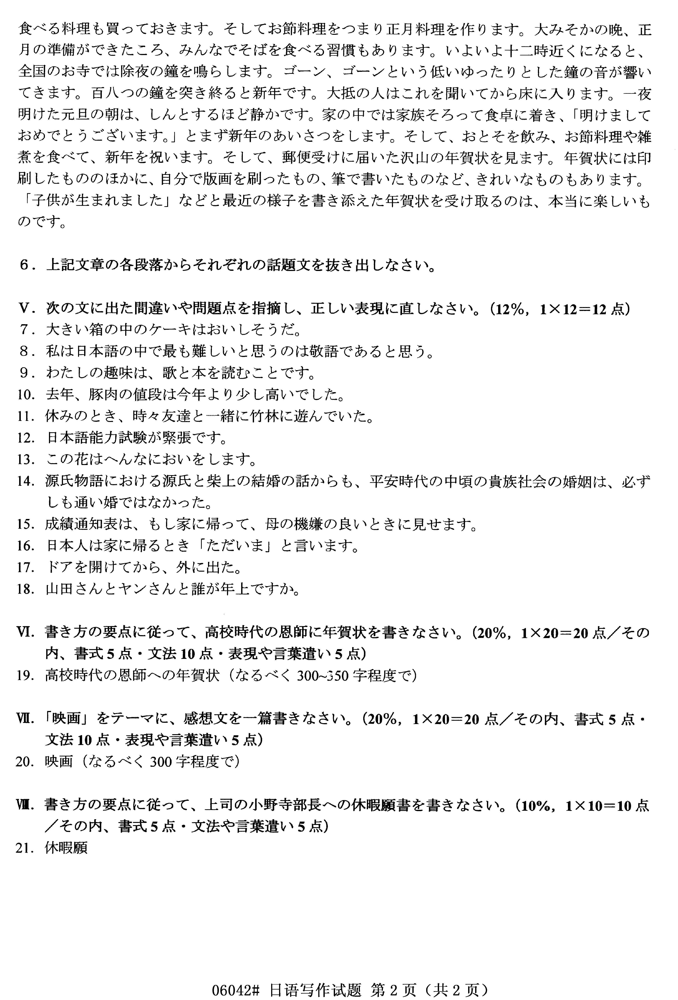 食べる料理も買っておきます。そしてお節料理をつまり正月料理を作ります。大みそかの晩、正
月の準備ができたころ、みんなでそばを食べる習慣もあります。いよいよ十二時近くになると、
全国のお寺では除夜の鐘を鳴らします。ゴーン、ゴーンという低いゆったりとした鐘の音が響い
てきます。百八つの鐘を突き終ると新年です。大抵の人はこれを聞いてから床に入ります。一夜
明けた元旦の朝は、しんとするほど静かです。家の中では家族そろって食卓に着き、「明けまして
おめでとうございます。」とまず新年のあいさつをします。そして、おとそを飲み、お節料理や雑
煮を食べて、新年を祝います。そして、郵便受けに届いた沢山の年賀状を見ます。年賀状には印
刷したもののほかに、自分で版画を刷ったもの、筆で書いたものなど、きれいなものもあります。
「子供が生まれました」などと最近の様子を書き添えた年賀状を受け取るのは、本当に楽しいも
のです。
6．上記文章の各段落からそれぞれの話題文を抜き出しなさい。
Ⅴ．次の文に出た間違いや問題点を指摘し、正しい表現に直しなさい。（12%，1×12＝12 点）
7．大きい箱の中のケーキはおいしそうだ。
8．私は日本語の中で最も難しいと思うのは敬語であると思う。
9．わたしの趣味は、歌と本を読むことです。
10．去年、豚肉の値段は今年より少し高いでした。
11．休みのとき、時々友達と一緒に竹林に遊んでいた。
12．日本語能力試験が緊張です。
13．この花はへんなにおいをします。
14．源氏物語における源氏と柴上の結婚の話からも、平安時代の中頃の貴族社会の婚姻は、必ず
しも通い婚ではなかった。
15．成績通知表は、もし家に帰って、母の機嫌の良いときに見せます。
16．日本人は家に帰るとき「ただいま」と言います。
17．ドアを開けてから、外に出た。
18．山田さんとヤンさんと誰が年上ですか。
Ⅵ．書き方の要点に従って、高校時代の恩師に年賀状を書きなさい。（20%，1×20＝20 点／その
内、書式 5 点・文法 10 点・表現や言葉遣い 5 点）
19．高校時代の恩師への年賀状（なるべく 300~350 字程度で）
Ⅶ．「映画」をテーマに、感想文を一篇書きなさい。（20%，1×20＝20 点／その内、書式 5 点・
文法 10 点・表現や言葉遣い 5 点）
20．映画（なるべく 300 字程度で）
Ⅷ．書き方の要点に従って、上司の小野寺部長への休暇願書を書きなさい。（10%，1×10＝10 点
／その内、書式 5 点・文法や言葉遣い 5 点）
21．休暇願
06042# 日语写作试题 第 2 页（共 2 页）